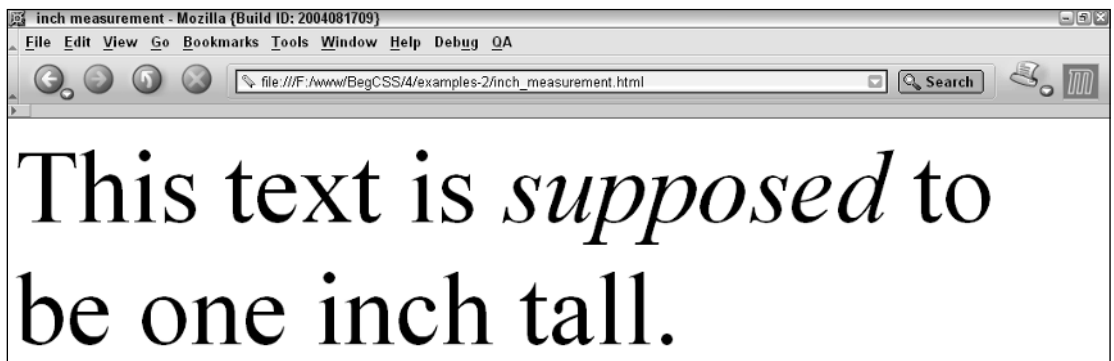 inch measurement - Mozilla {Build ID: 2004081709}
File Edit View Go Bookmarks Tools Window Help Debug QA
file:///F:/www/BegCSS/4/examples-2/inch_measurement.html Search
This text is supposed to
be one inch tall.